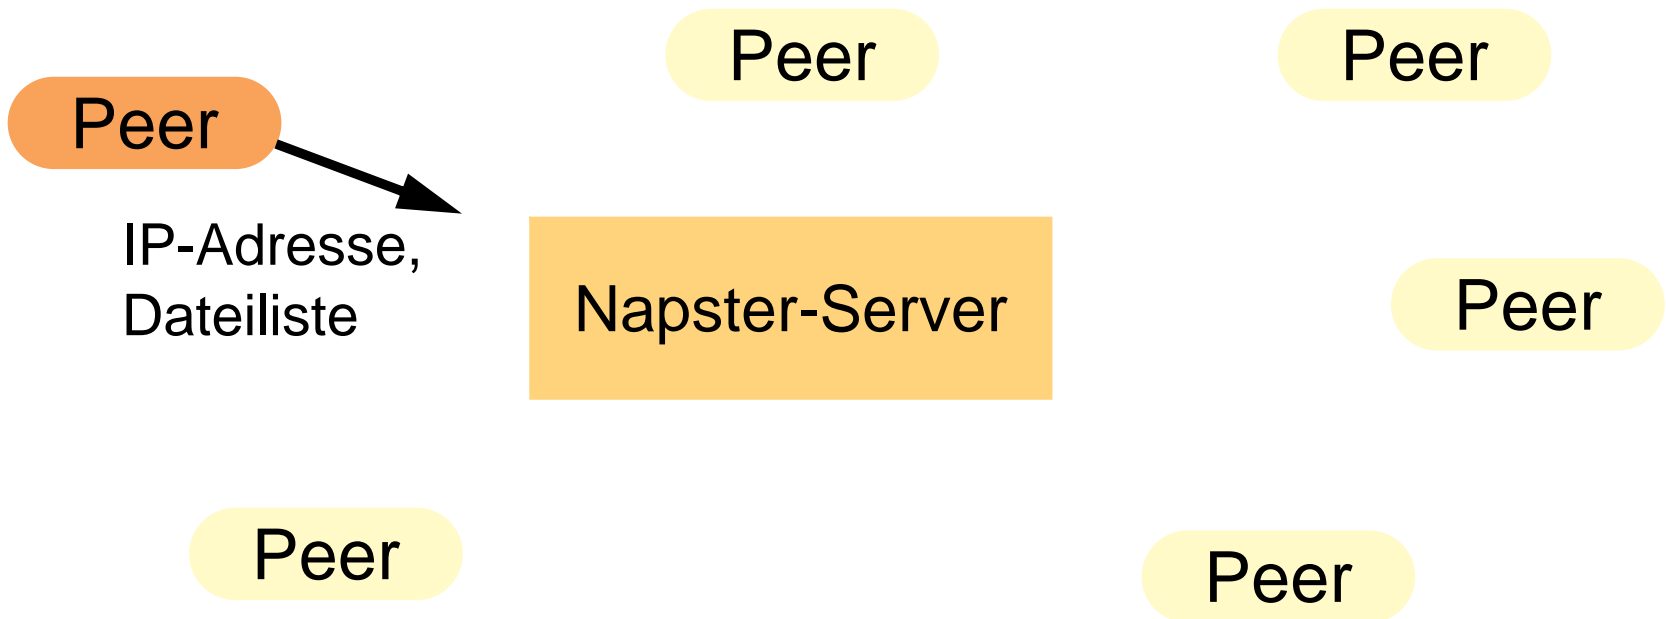 Peer
Peer
Peer
IP-Adresse,
Dateiliste
Napster-Server
Peer
Peer
Peer